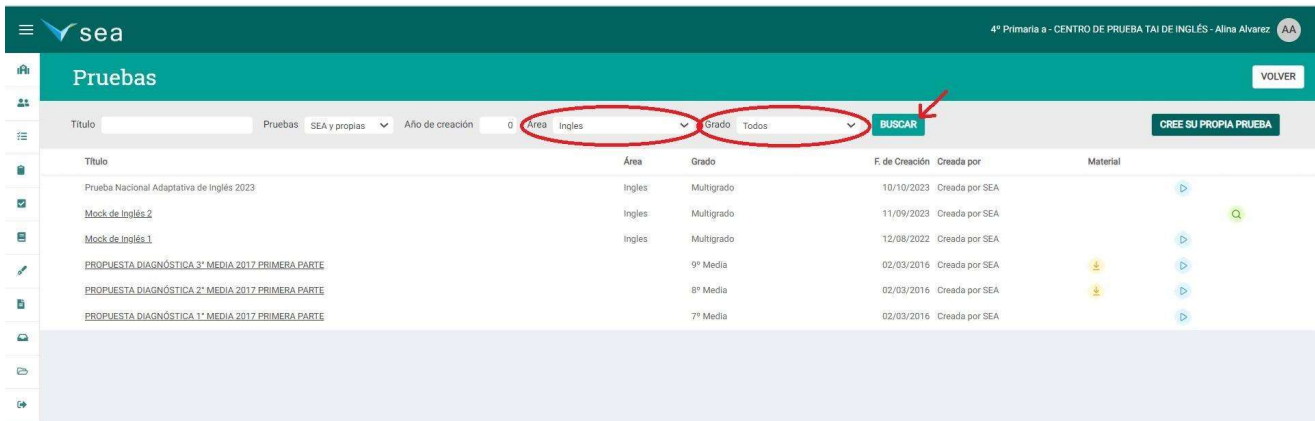 sea
4º Primaria a - CENTRO DE PRUEBA TAI DE INGLÉS - Alina Alvarez AA
Pruebas
VOLVER
Título Pruebas SEA y propias Año de creación 0 Área Ingles Grado Todos BUSCAR CREE SU PROPIA PRUEBA
Título Área Grado F. de Creación Creada por Material
Prueba Nacional Adaptativa de Inglés 2023 Ingles Multigrado 10/10/2023 Creada por SEA
Mock de Inglés 2 Ingles Multigrado 11/09/2023 Creada por SEA
Mock de Inglés 1 Ingles Multigrado 12/08/2022 Creada por SEA
PROPUESTA DIAGNÓSTICA 3° MEDIA 2017 PRIMERA PARTE 9º Media 02/03/2016 Creada por SEA
PROPUESTA DIAGNÓSTICA 2° MEDIA 2017 PRIMERA PARTE 8º Media 02/03/2016 Creada por SEA
PROPUESTA DIAGNÓSTICA 1° MEDIA 2017 PRIMERA PARTE 7º Media 02/03/2016 Creada por SEA